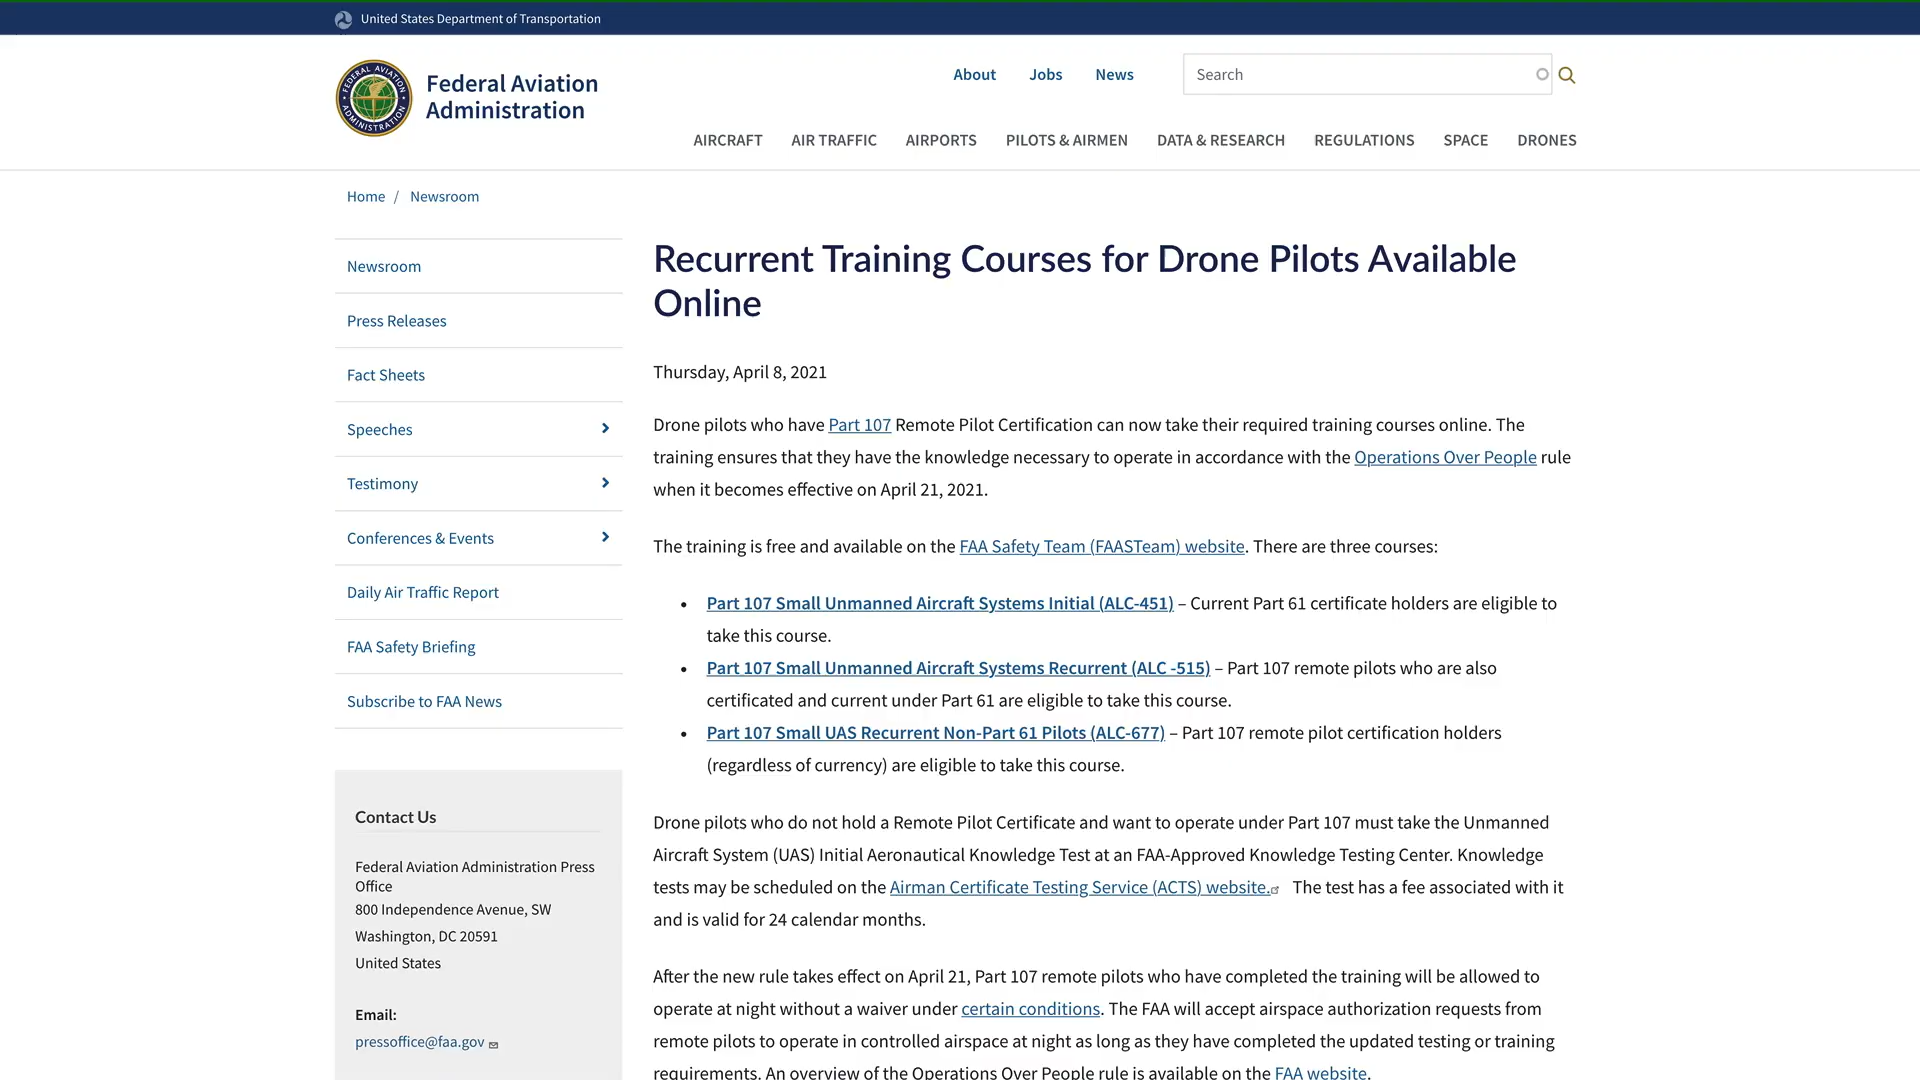 United States Department of Transportation
FEDERAL AVIATION ADMINISTRATION
Federal Aviation
Administration
About Jobs News
Search
AIRCRAFT AIR TRAFFIC AIRPORTS PILOTS & AIRMEN DATA & RESEARCH REGULATIONS SPACE DRONES
Home / Newsroom
Newsroom
Press Releases
Fact Sheets
Speeches
Testimony
Conferences & Events
Daily Air Traffic Report
FAA Safety Briefing
Subscribe to FAA News
Contact Us
Federal Aviation Administration Press
Office
800 Independence Avenue, SW
Washington, DC 20591
United States
Email:
pressoffice@faa.gov
Recurrent Training Courses for Drone Pilots Available
Online
Thursday, April 8, 2021
Drone pilots who have Part 107 Remote Pilot Certification can now take their required training courses online. The
training ensures that they have the knowledge necessary to operate in accordance with the Operations Over People rule
when it becomes effective on April 21, 2021.
The training is free and available on the FAA Safety Team (FAASTeam) website. There are three courses:
• Part 107 Small Unmanned Aircraft Systems Initial (ALC-451) – Current Part 61 certificate holders are eligible to
take this course.
• Part 107 Small Unmanned Aircraft Systems Recurrent (ALC -515) – Part 107 remote pilots who are also
certificated and current under Part 61 are eligible to take this course.
• Part 107 Small UAS Recurrent Non-Part 61 Pilots (ALC-677) – Part 107 remote pilot certification holders
(regardless of currency) are eligible to take this course.
Drone pilots who do not hold a Remote Pilot Certificate and want to operate under Part 107 must take the Unmanned
Aircraft System (UAS) Initial Aeronautical Knowledge Test at an FAA-Approved Knowledge Testing Center. Knowledge
tests may be scheduled on the Airman Certificate Testing Service (ACTS) website. The test has a fee associated with it
and is valid for 24 calendar months.
After the new rule takes effect on April 21, Part 107 remote pilots who have completed the training will be allowed to
operate at night without a waiver under certain conditions. The FAA will accept airspace authorization requests from
remote pilots to operate in controlled airspace at night as long as they have completed the updated testing or training
requirements. An overview of the Operations Over People rule is available on the FAA website.